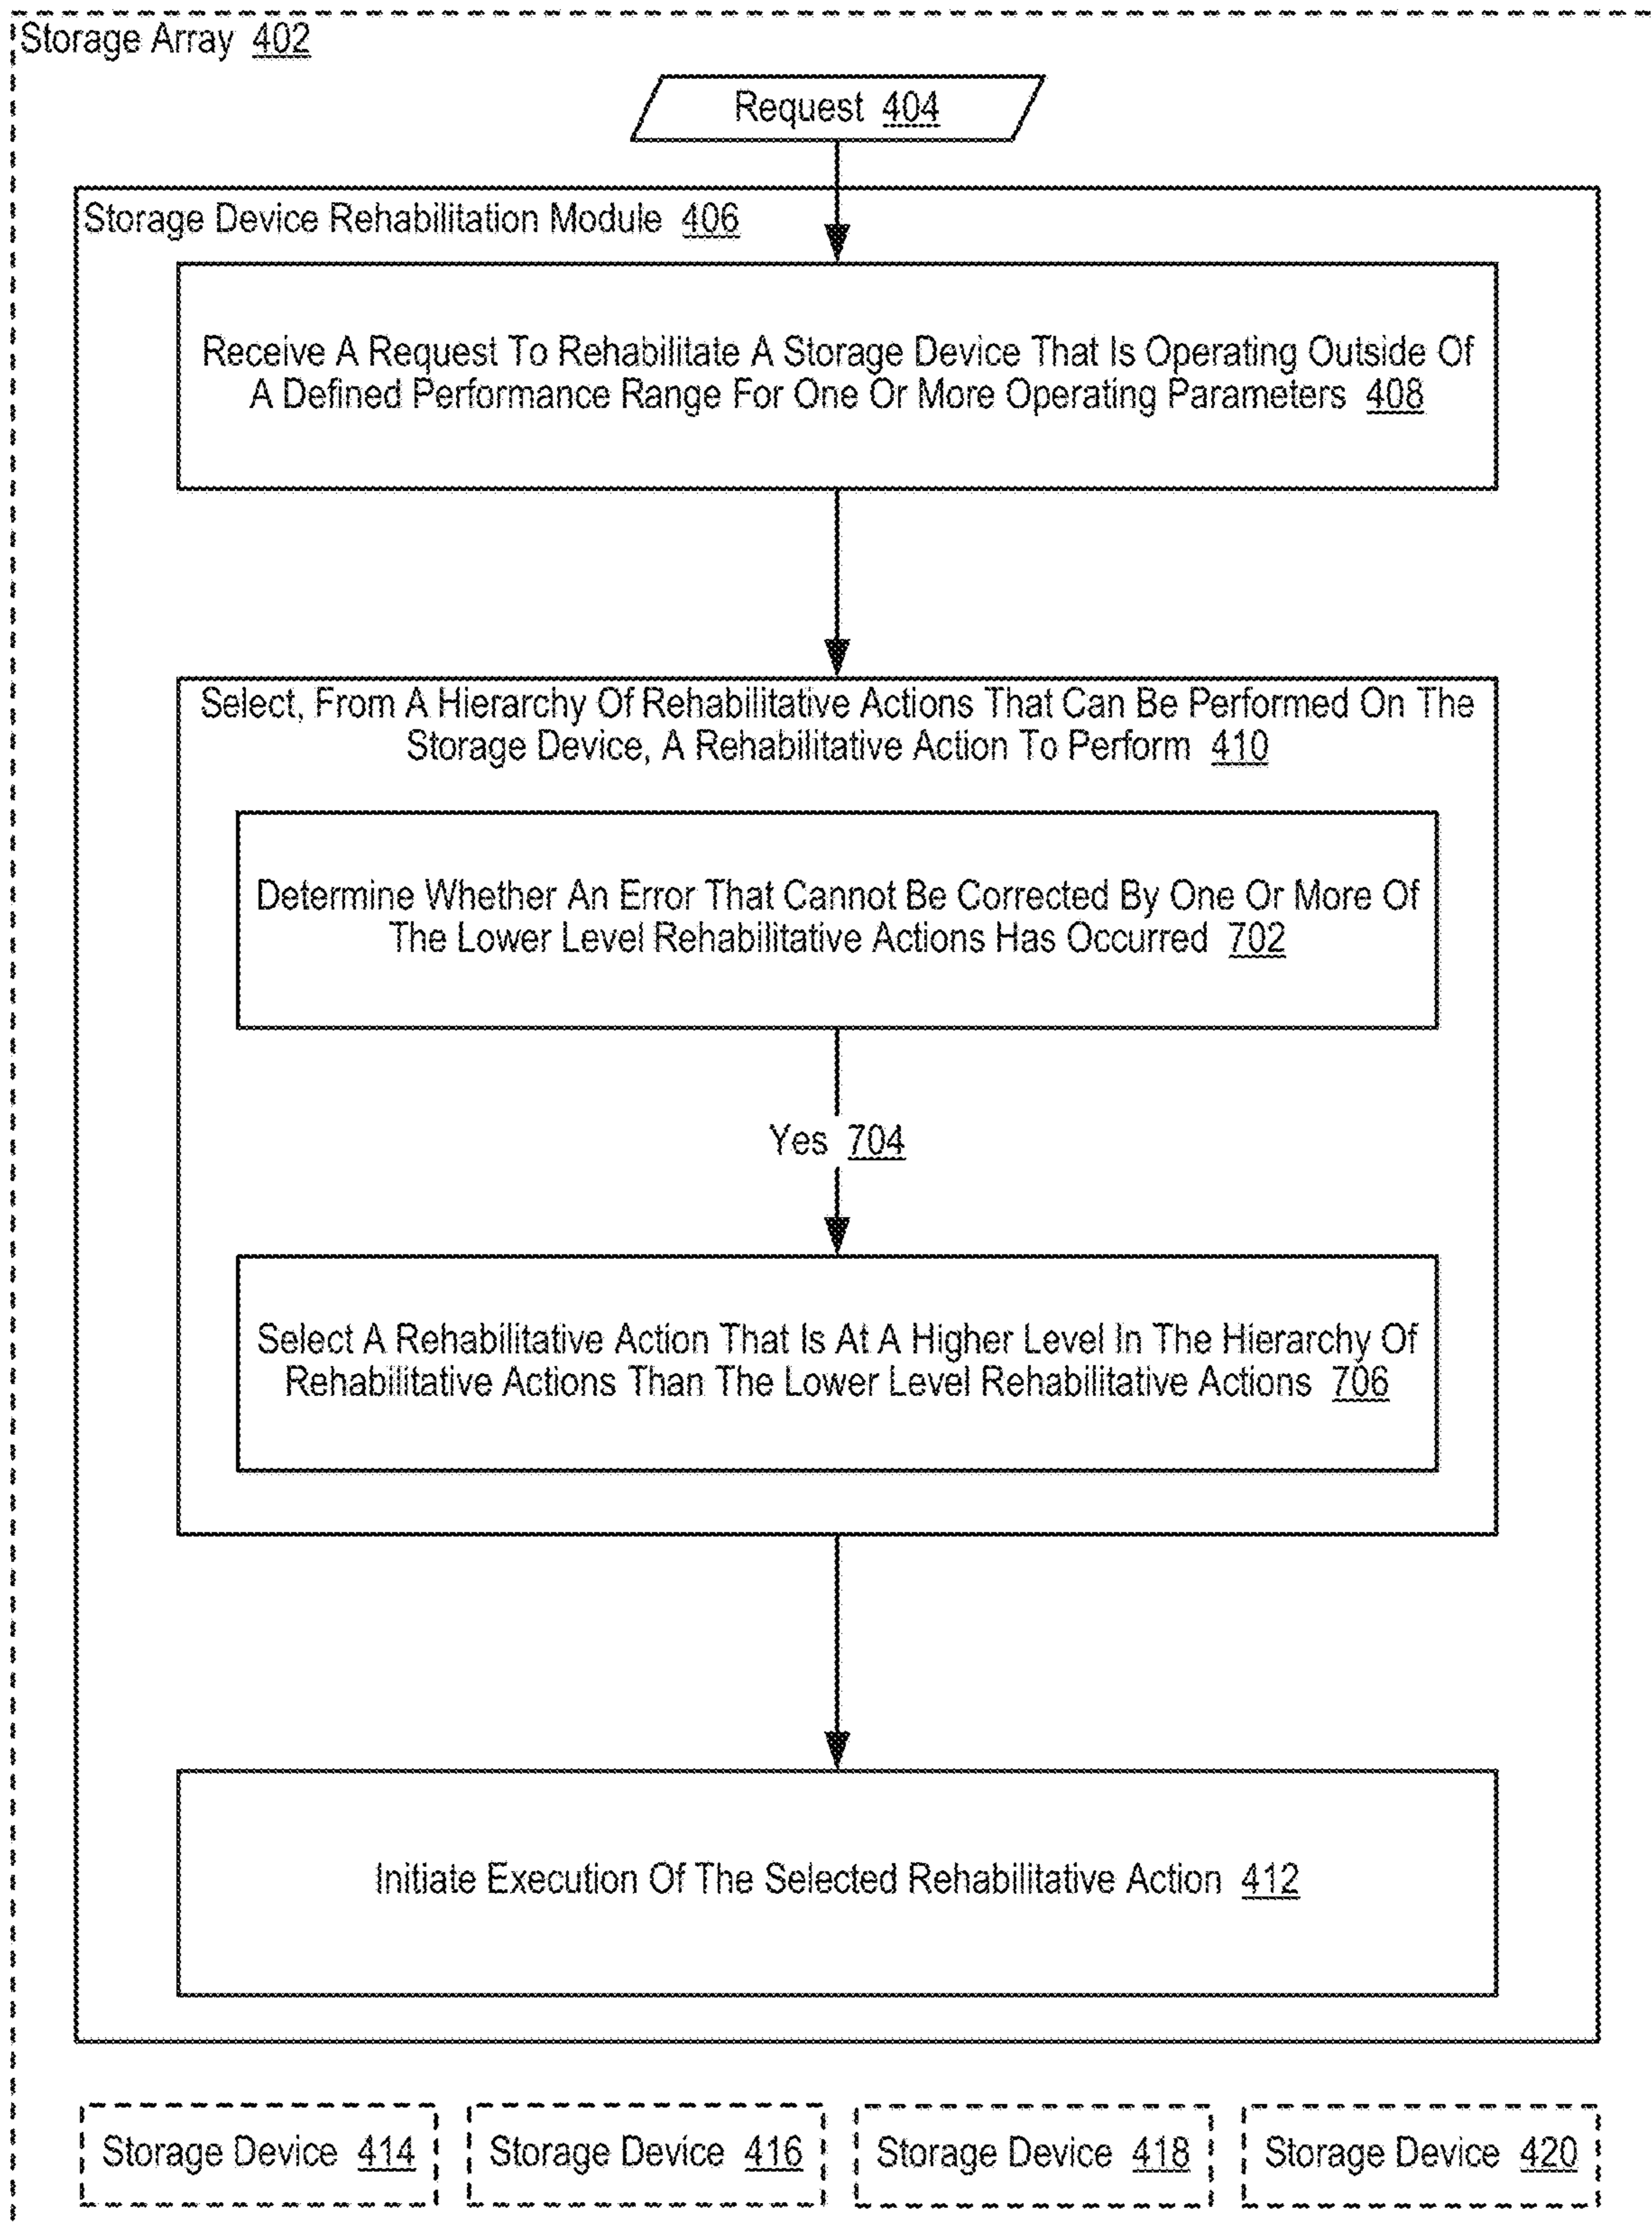 Storage Array 402
Request 404
Storage Device Rehabilitation Module 406
Receive A Request To Rehabilitate A Storage Device That Is Operating Outside Of
A Defined Performance Range For One Or More Operating Parameters 408
Select, From A Hierarchy Of Rehabilitative Actions That Can Be Performed On The
Storage Device, A Rehabilitative Action To Perform 410
Determine Whether An Error That Cannot Be Corrected By One Or More Of
The Lower Level Rehabilitative Actions Has Occurred 702
Yes 704
Select A Rehabilitative Action That Is At A Higher Level In The Hierarchy Of
Rehabilitative Actions Than The Lower Level Rehabilitative Actions 706
Initiate Execution Of The Selected Rehabilitative Action 412
Storage Device 414
Storage Device 416
Storage Device 418
Storage Device 420